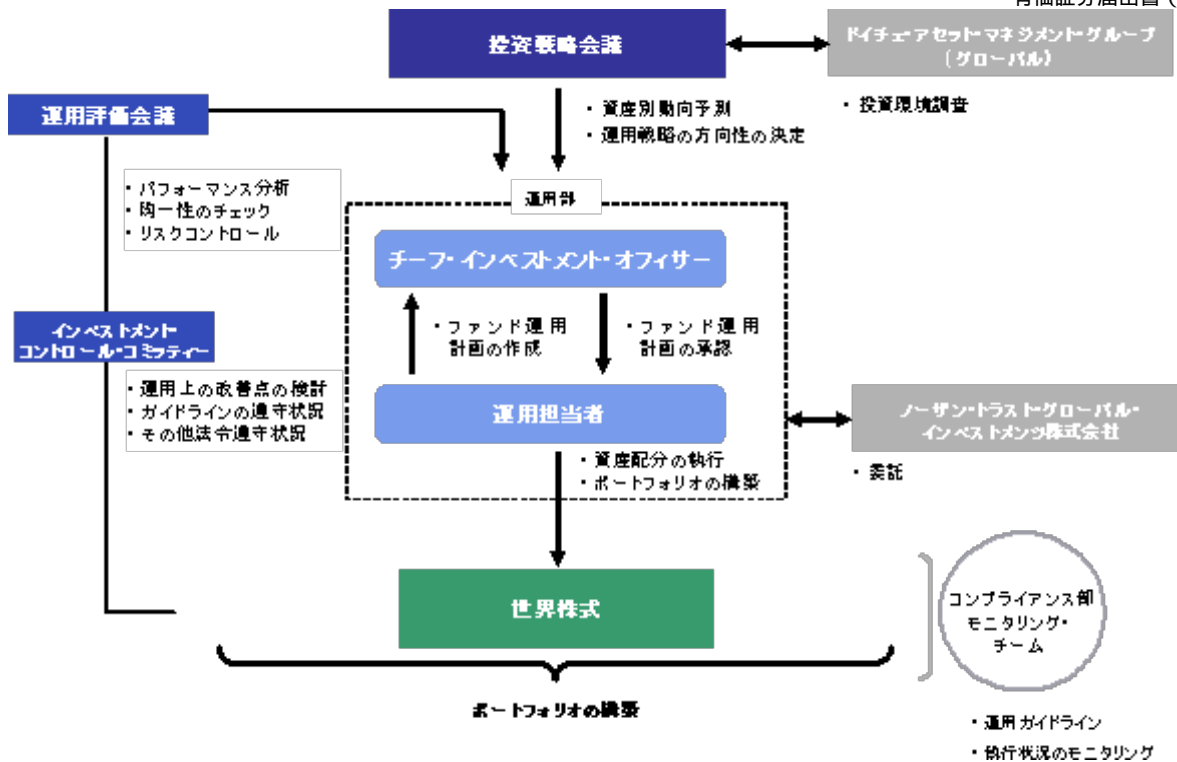 投資戦略会議
ドイチェ・アセット・マネジメント・グループ
(グローバル)
・投資環境調査
運用評価会議
・資産別動向予測
・運用戦略の方向性の決定
・パフォーマンス分析
・均一性のチェック
・リスクコントロール
運用部
チーフ・インベストメント・オフィサー
・ファンド運用
計画の作成
・ファンド運用
計画の承認
インベストメント
コントロール・コミッティー
・運用上の改善点の検討
・ガイドラインの遵守状況
・その他法令遵守状況
運用担当者
ノーザン・トラスト・グローバル・
インベストメンツ株式会社
・委託
・資産配分の執行
・ポートフォリオの構築
世界株式
コンプライアンス部
モニタリング・
チーム
ポートフォリオの構築
・運用ガイドライン
・執行状況のモニタリング